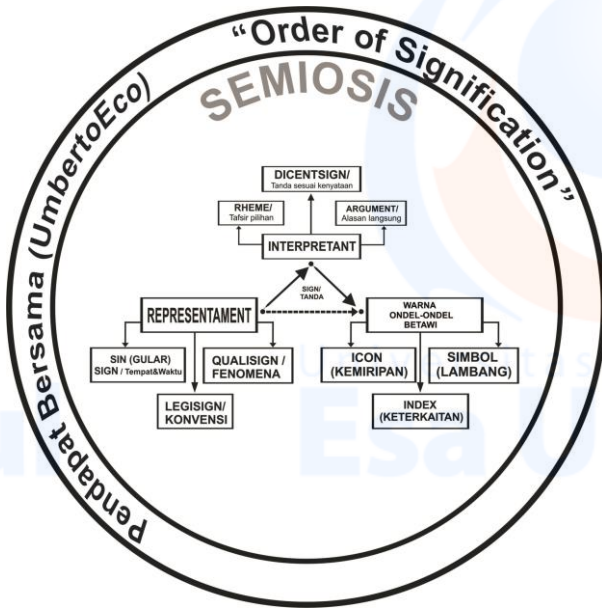 "Order of Signification"
Pendapat Bersama (UmbertoEco)
SEMIOSIS
DICENTSIGN/
Tanda sesuai kenyataan
RHEME/
Tafsir pilihan
ARGUMENT/
Alasan langsung
INTERPRETANT
SIGN/
TANDA
REPRESENTAMENT
WARNA
ONDEL-ONDEL
BETAWI
SIN (GULAR)
SIGN / Tempat&Waktu
QUALISIGN /
FENOMENA
LEGISIGN/
KONVENSI
ICON
(KEMIRIPAN)
SIMBOL
(LAMBANG)
INDEX
(KETERKAITAN)
Universitas
Esa U